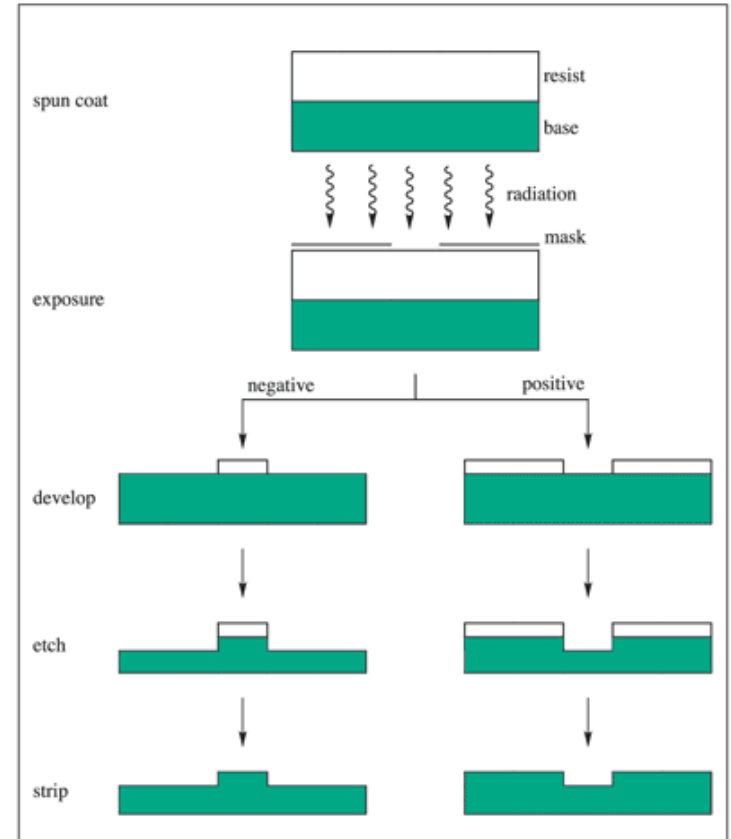 resist
spun coat
base
radiation
mask
exposure
negative
positive
develop
etch
strip